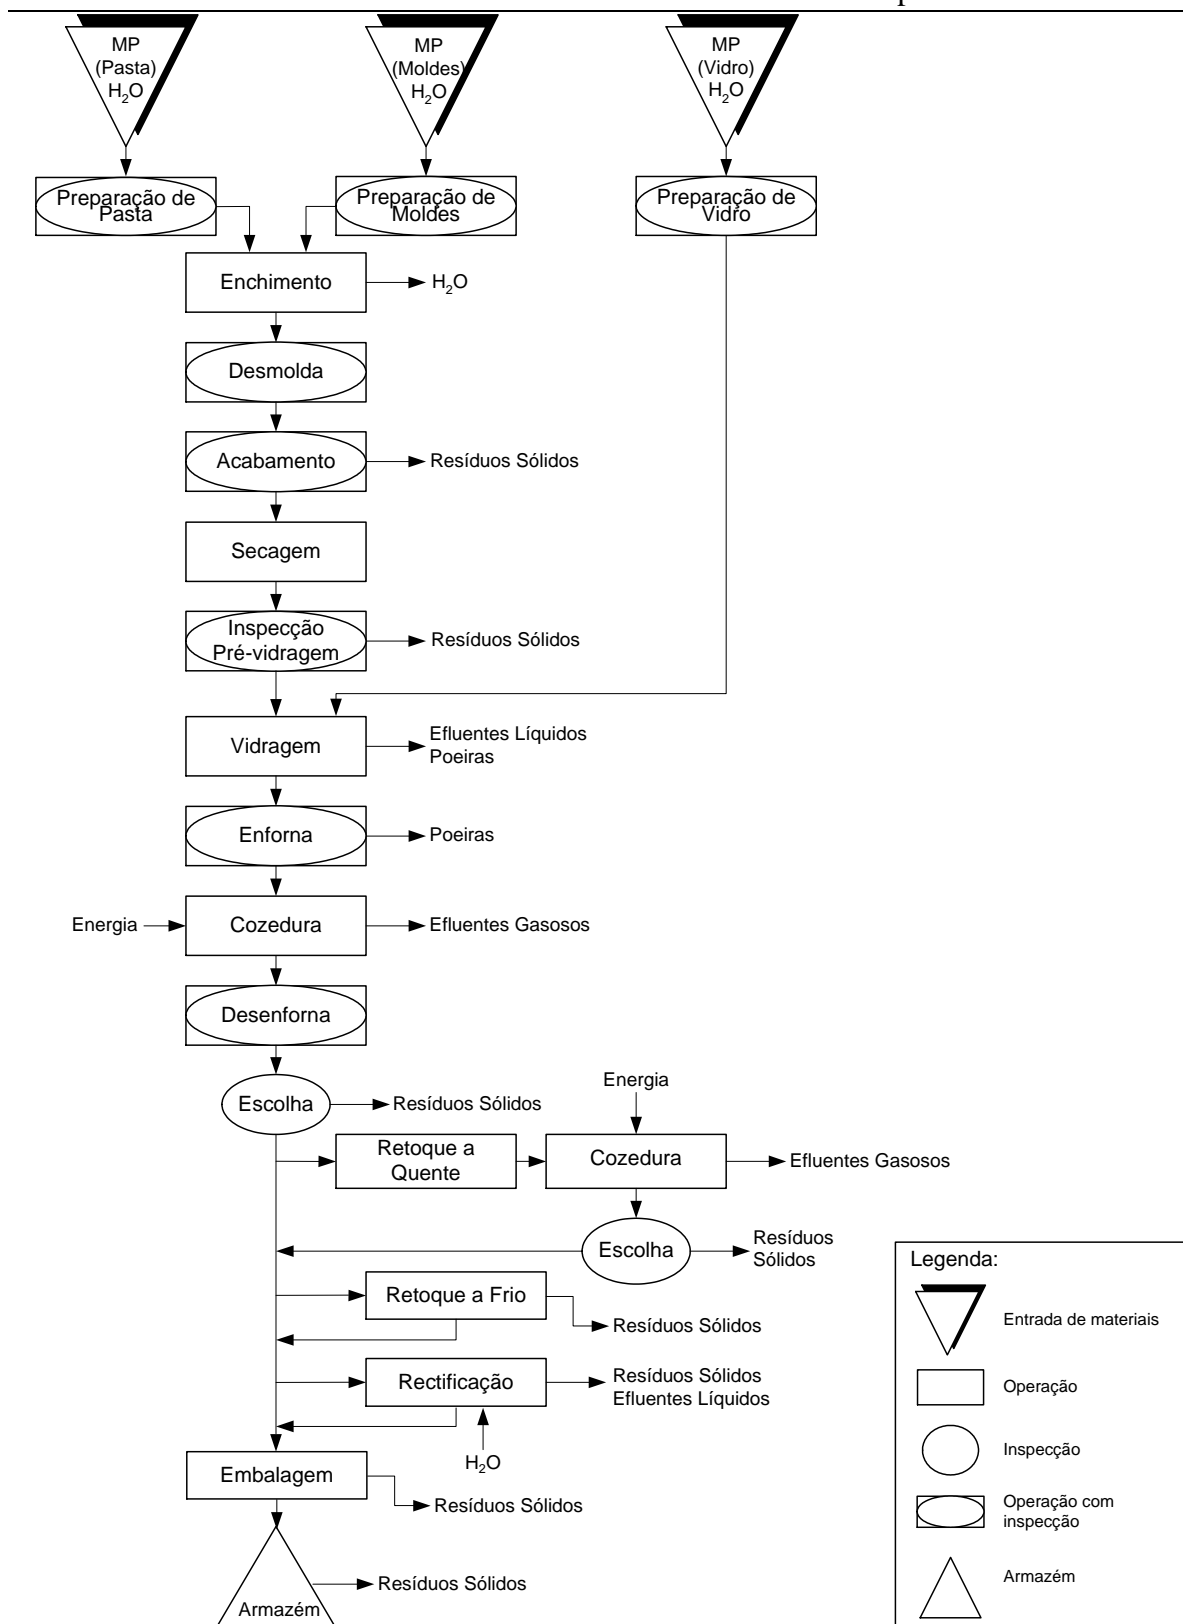 MP
(Pasta)
H₂O
MP
(Moldes)
H₂O
MP
(Vidro)
H₂O
Preparação de
Pasta
Preparação de
Moldes
Preparação de
Vidro
Enchimento
H₂O
Desmolda
Acabamento
Resíduos Sólidos
Secagem
Inspecção
Pré-vidragem
Resíduos Sólidos
Vidragem
Efluentes Líquidos
Poeiras
Enforna
Poeiras
Energia
Cozedura
Efluentes Gasosos
Desenforna
Escolha
Resíduos Sólidos
Energia
Retoque a
Quente
Cozedura
Efluentes Gasosos
Escolha
Resíduos
Sólidos
Retoque a Frio
Resíduos Sólidos
Rectificação
Resíduos Sólidos
Efluentes Líquidos
H₂O
Embalagem
Resíduos Sólidos
Armazém
Resíduos Sólidos
Legenda:
Entrada de materiais
Operação
Inspecção
Operação com
inspecção
Armazém